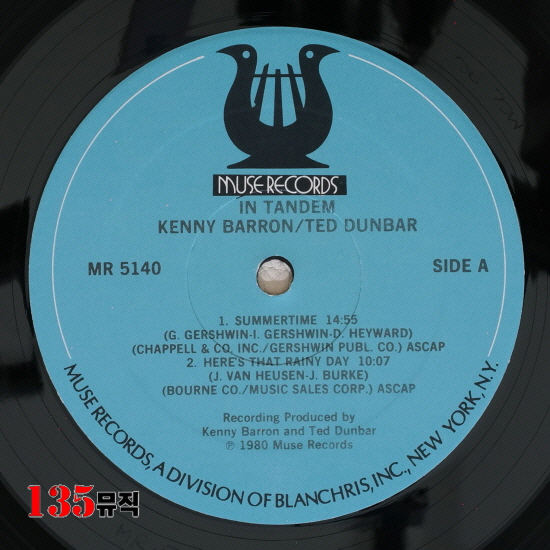 MUSE RECORDS
IN TANDEM
KENNY BARRON/TED DUNBAR
MR 5140
SIDE A
1. SUMMERTIME 14:55
(G. GERSHWIN-I. GERSHWIN-D. HEYWARD)
(CHAPPELL & CO. INC./GERSHWIN PUBL. CO.) ASCAP
2. HERE'S THAT RAINY DAY 10:07
(J. VAN HEUSEN-J. BURKE)
(BOURNE CO./MUSIC SALES CORP.) ASCAP
Recording Produced by
Kenny Barron and Ted Dunbar
℗ 1980 Muse Records
MUSE RECORDS, A DIVISION OF BLANCHRIS, INC., NEW YORK, N.Y.
135뮤직